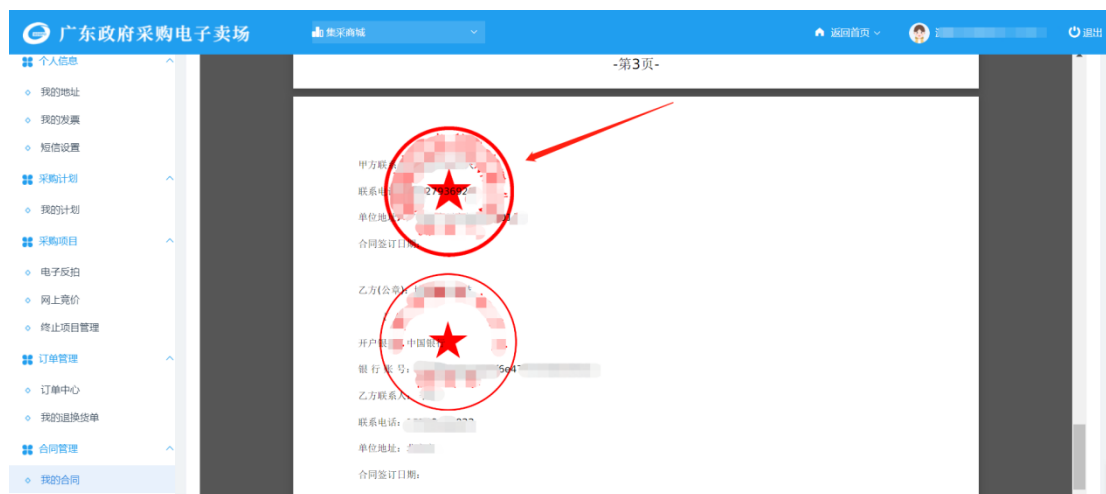 广东政府采购电子卖场
集采商城
返回首页
退出
个人信息
我的地址
我的发票
短信设置
采购计划
我的计划
采购项目
电子反拍
网上竞价
终止项目管理
订单管理
订单中心
我的退换货单
合同管理
我的合同
-第3页-
甲方联
联系电
单位地
合同签订日期:
乙方(公章):
开户银 中国银
银 行 账 号:
乙方联系人
联系电话:
单位地址:
合同签订日期: